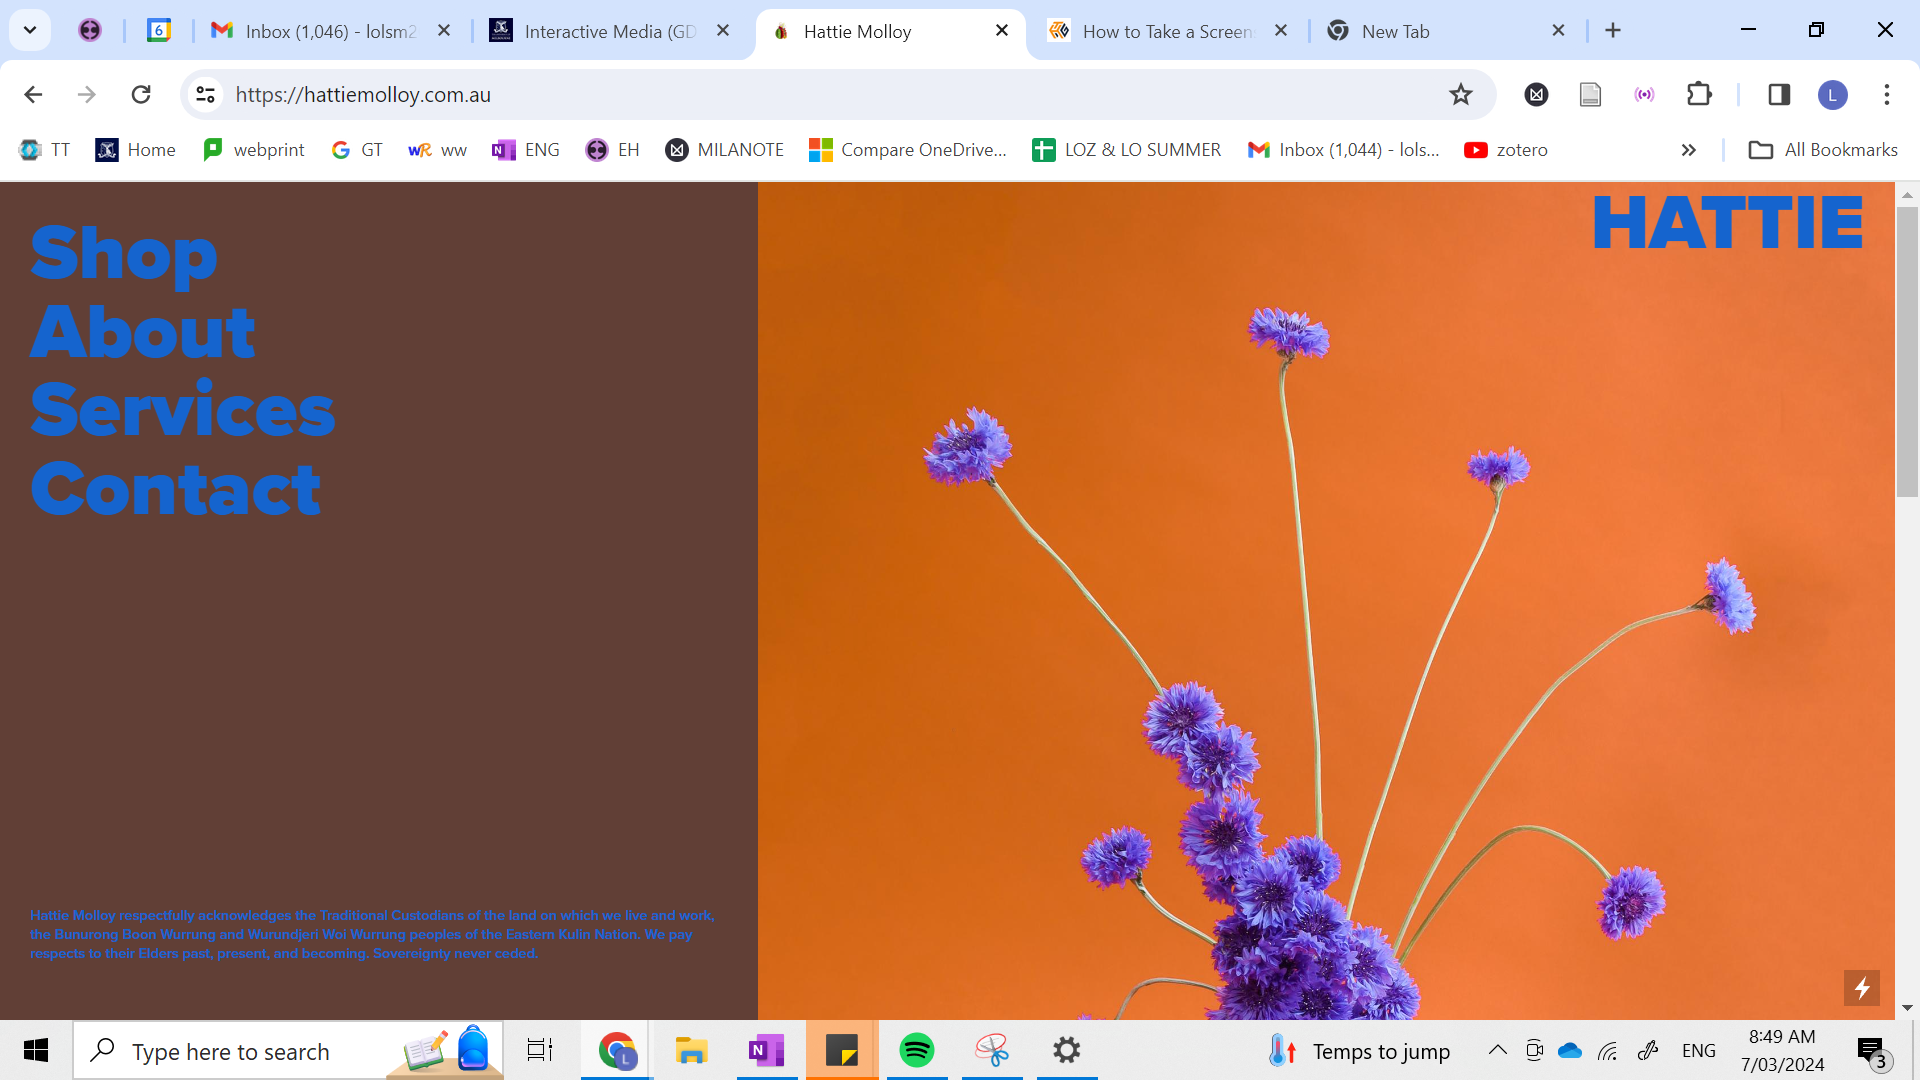 Inbox (1,046) - lolsm2
Interactive Media (GD
Hattie Molloy
How to Take a Screen
New Tab
https://hattiemolloy.com.au
L
TT
Home
webprint
GT
ww
ENG
EH
MILANOTE
Compare OneDrive...
LOZ & LO SUMMER
Inbox (1,044) - lols...
zotero
All Bookmarks
HATTIE
Shop
About
Services
Contact
Hattie Molloy respectfully acknowledges the Traditional Custodians of the land on which we live and work,
the Bunurong Boon Wurrung and Wurundjeri Woi Wurrung peoples of the Eastern Kulin Nation. We pay
respects to their Elders past, present, and becoming. Sovereignty never ceded.
Type here to search
L
Temps to jump
ENG
8:49 AM
7/03/2024
3